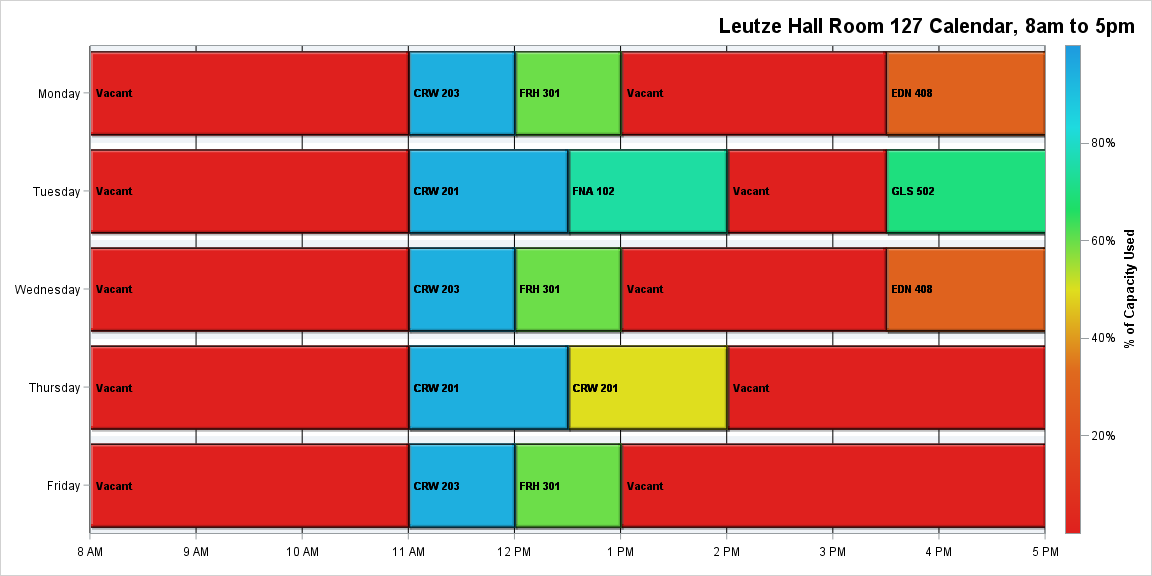 Leutze Hall Room 127 Calendar, 8am to 5pm
Monday
Vacant
CRW 203
FRH 301
Vacant
EDN 408
Tuesday
Vacant
CRW 201
FNA 102
Vacant
GLS 502
Wednesday
Vacant
CRW 203
FRH 301
Vacant
EDN 408
Thursday
Vacant
CRW 201
CRW 201
Vacant
Friday
Vacant
CRW 203
FRH 301
Vacant
8 AM
9 AM
10 AM
11 AM
12 PM
1 PM
2 PM
3 PM
4 PM
5 PM
80%
60%
40%
20%
% of Capacity Used